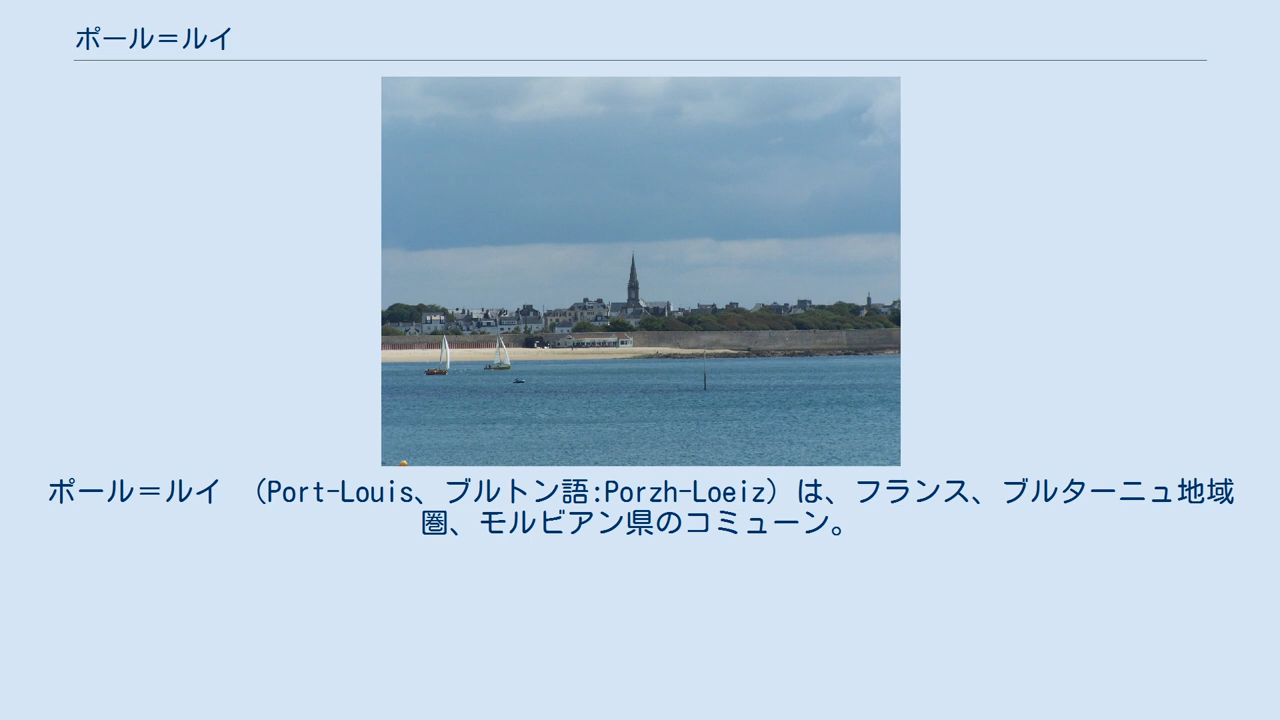 ポール＝ルイ
ポール＝ルイ （Port-Louis、ブルトン語:Porzh-Loeiz）は、フランス、ブルターニュ地域
圏、モルビアン県のコミューン。